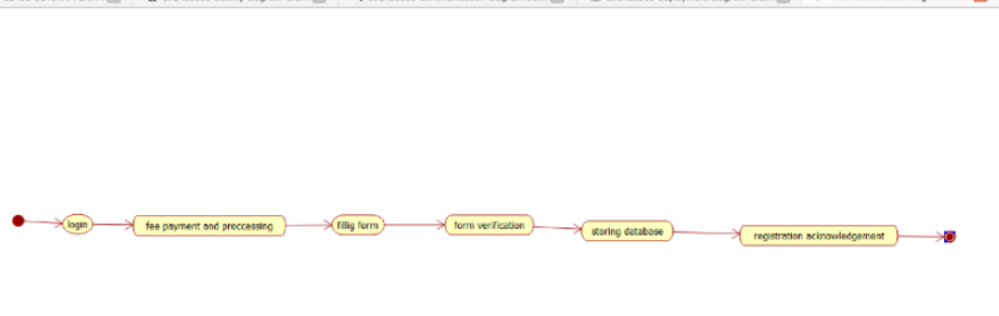 login
fee payment and proccessing
fillig form
form verification
storing database
registration acknowledgement